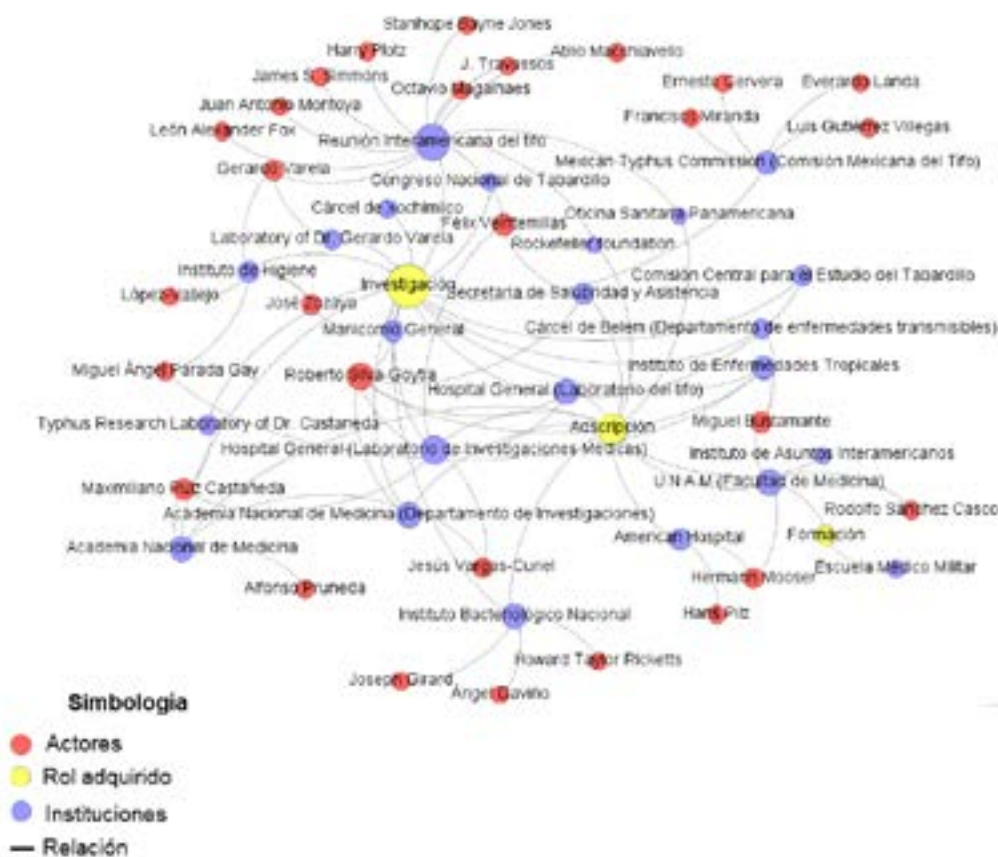 Stanhope Bayne Jones
Harry Plotz
J. Travassos
Atilio Macchiavello
James S. Simmons
Octavio Magalhaes
Ernesto Cervera
Everardo Landa
Juan Antonio Montoya
Francisco Miranda
León Alexander Fox
Luis Gutiérrez Villegas
Reunión Interamericana del tifo
Mexican Typhus Commission (Comisión Mexicana del Tifo)
Gerardo Varela
Congreso Nacional de Tabardillo
Cárcel de Xochimilco
Oficina Sanitaria Panamericana
Félix Veintemillas
Laboratory of Dr. Gerardo Varela
Rockefeller foundation
Instituto de Higiene
Comisión Central para el Estudio del Tabardillo
Investigación
Secretaría de Salubridad y Asistencia
López-Vallejo
José Zozaya
Manicomio General
Cárcel de Belem (Departamento de enfermedades transmisibles)
Instituto de Enfermedades Tropicales
Miguel Ángel Parada Gay
Roberto Silva Goytia
Hospital General (Laboratorio del tifo)
Typhus Research Laboratory of Dr. Castaneda
Adscripción
Miguel Bustamante
Hospital General (Laboratorio de Investigaciones Médicas)
Instituto de Asuntos Interamericanos
U.N.A.M (Facultad de Medicina)
Maximiliano Ruiz Castañeda
Rodolfo Sánchez Casco
Academia Nacional de Medicina (Departamento de Investigaciones)
American Hospital
Formación
Academia Nacional de Medicina
Escuela Médico Militar
Jesús Vargas-Curiel
Hermann Mooser
Alfonso Pruneda
Instituto Bacteriológico Nacional
Hans Pilz
Howard Taylor Ricketts
Joseph Girard
Ángel Gaviño
Simbología
Actores
Rol adquirido
Instituciones
Relación